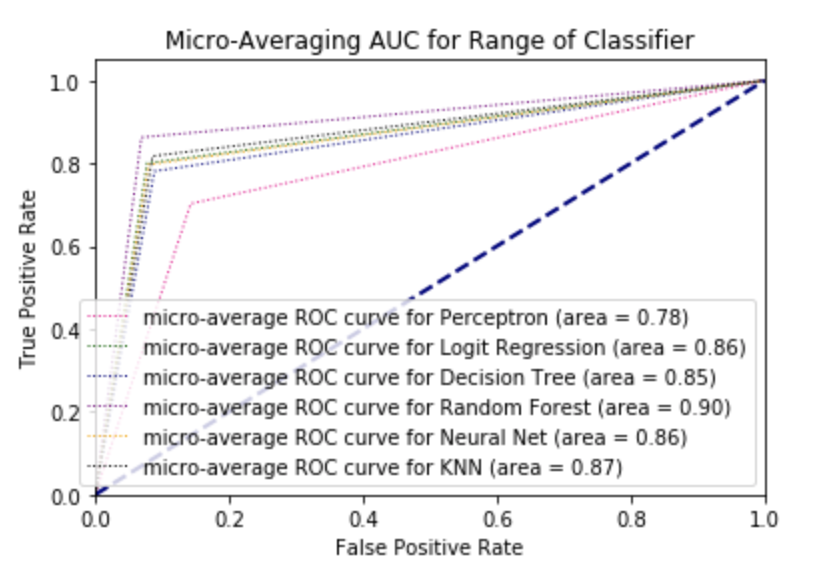 Micro-Averaging AUC for Range of Classifier
1.0
0.8
0.6
0.4
0.2
0.0
True Positive Rate
micro-average ROC curve for Perceptron (area = 0.78)
micro-average ROC curve for Logit Regression (area = 0.86)
micro-average ROC curve for Decision Tree (area = 0.85)
micro-average ROC curve for Random Forest (area = 0.90)
micro-average ROC curve for Neural Net (area = 0.86)
micro-average ROC curve for KNN (area = 0.87)
0.0 0.2 0.4 0.6 0.8 1.0
False Positive Rate